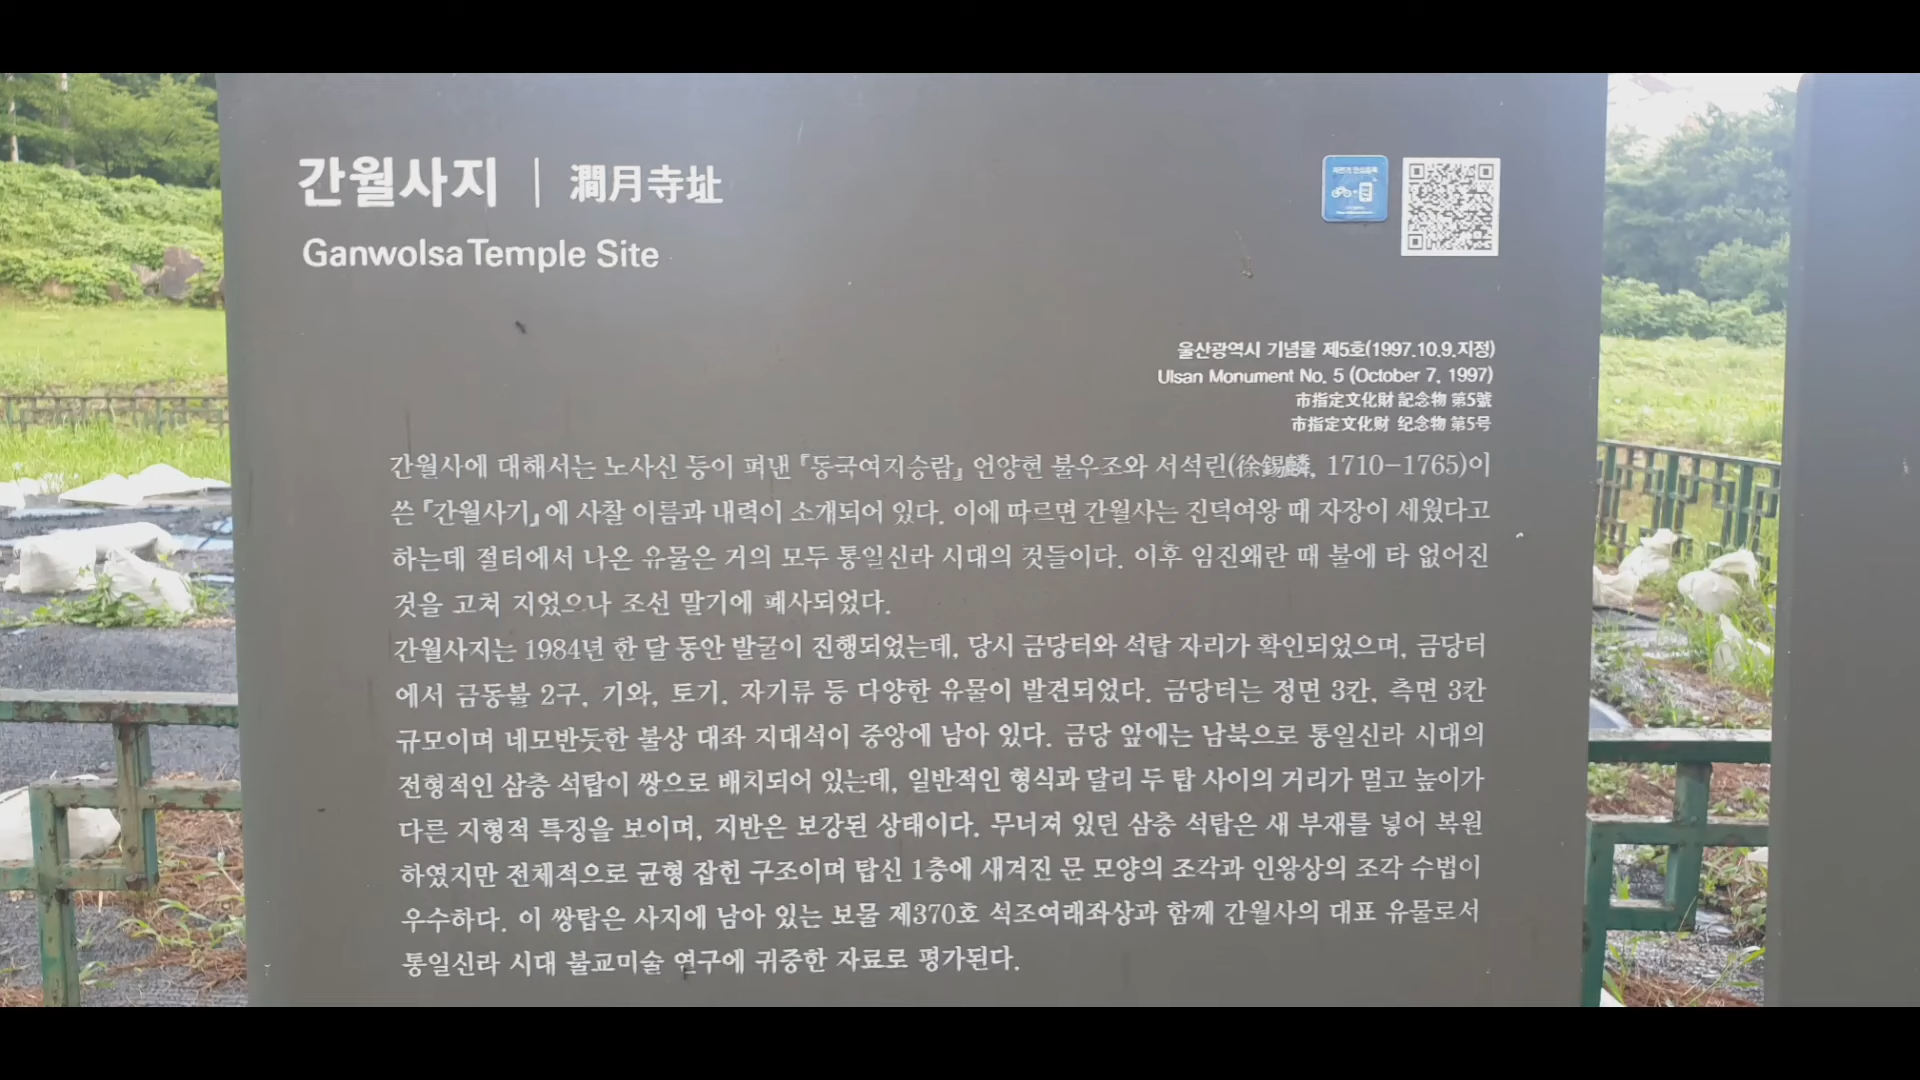 간월사지 | 澗月寺址
Ganwolsa Temple Site
울산광역시 기념물 제5호(1997.10.9.지정)
Ulsan Monument No. 5 (October 7, 1997)
市指定文化財 記念物 第5號
市指定文化财 纪念物 第5号
간월사에 대해서는 노사신 등이 펴낸 『동국여지승람』 언양현 불우조와 서석린(徐錫麟, 1710-1765)이
쓴 『간월사기』에 사찰 이름과 내력이 소개되어 있다. 이에 따르면 간월사는 진덕여왕 때 자장이 세웠다고
하는데 절터에서 나온 유물은 거의 모두 통일신라 시대의 것들이다. 이후 임진왜란 때 불에 타 없어진
것을 고쳐 지었으나 조선 말기에 폐사되었다.
간월사지는 1984년 한 달 동안 발굴이 진행되었는데, 당시 금당터와 석탑 자리가 확인되었으며, 금당터
에서 금동불 2구, 기와, 토기, 자기류 등 다양한 유물이 발견되었다. 금당터는 정면 3칸, 측면 3칸
규모이며 네모반듯한 불상 대좌 지대석이 중앙에 남아 있다. 금당 앞에는 남북으로 통일신라 시대의
전형적인 삼층 석탑이 쌍으로 배치되어 있는데, 일반적인 형식과 달리 두 탑 사이의 거리가 멀고 높이가
다른 지형적 특징을 보이며, 지반은 보강된 상태이다. 무너져 있던 삼층 석탑은 새 부재를 넣어 복원
하였지만 전체적으로 균형 잡힌 구조이며 탑신 1층에 새겨진 문 모양의 조각과 인왕상의 조각 수법이
우수하다. 이 쌍탑은 사지에 남아 있는 보물 제370호 석조여래좌상과 함께 간월사의 대표 유물로서
통일신라 시대 불교미술 연구에 귀중한 자료로 평가된다.